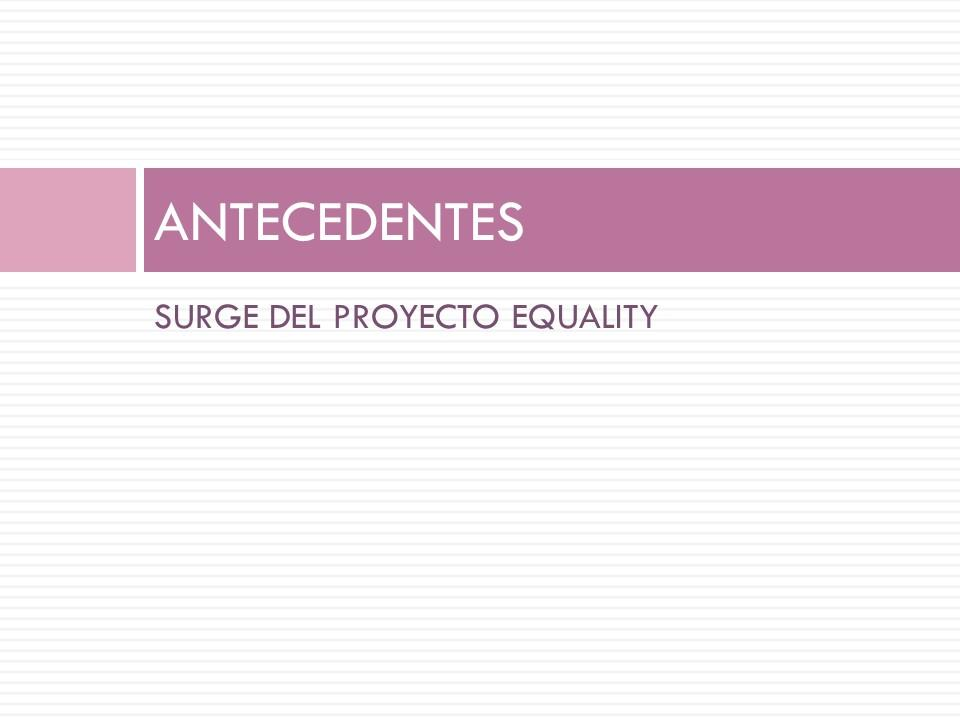 ANTECEDENTES
SURGE DEL PROYECTO EQUALITY